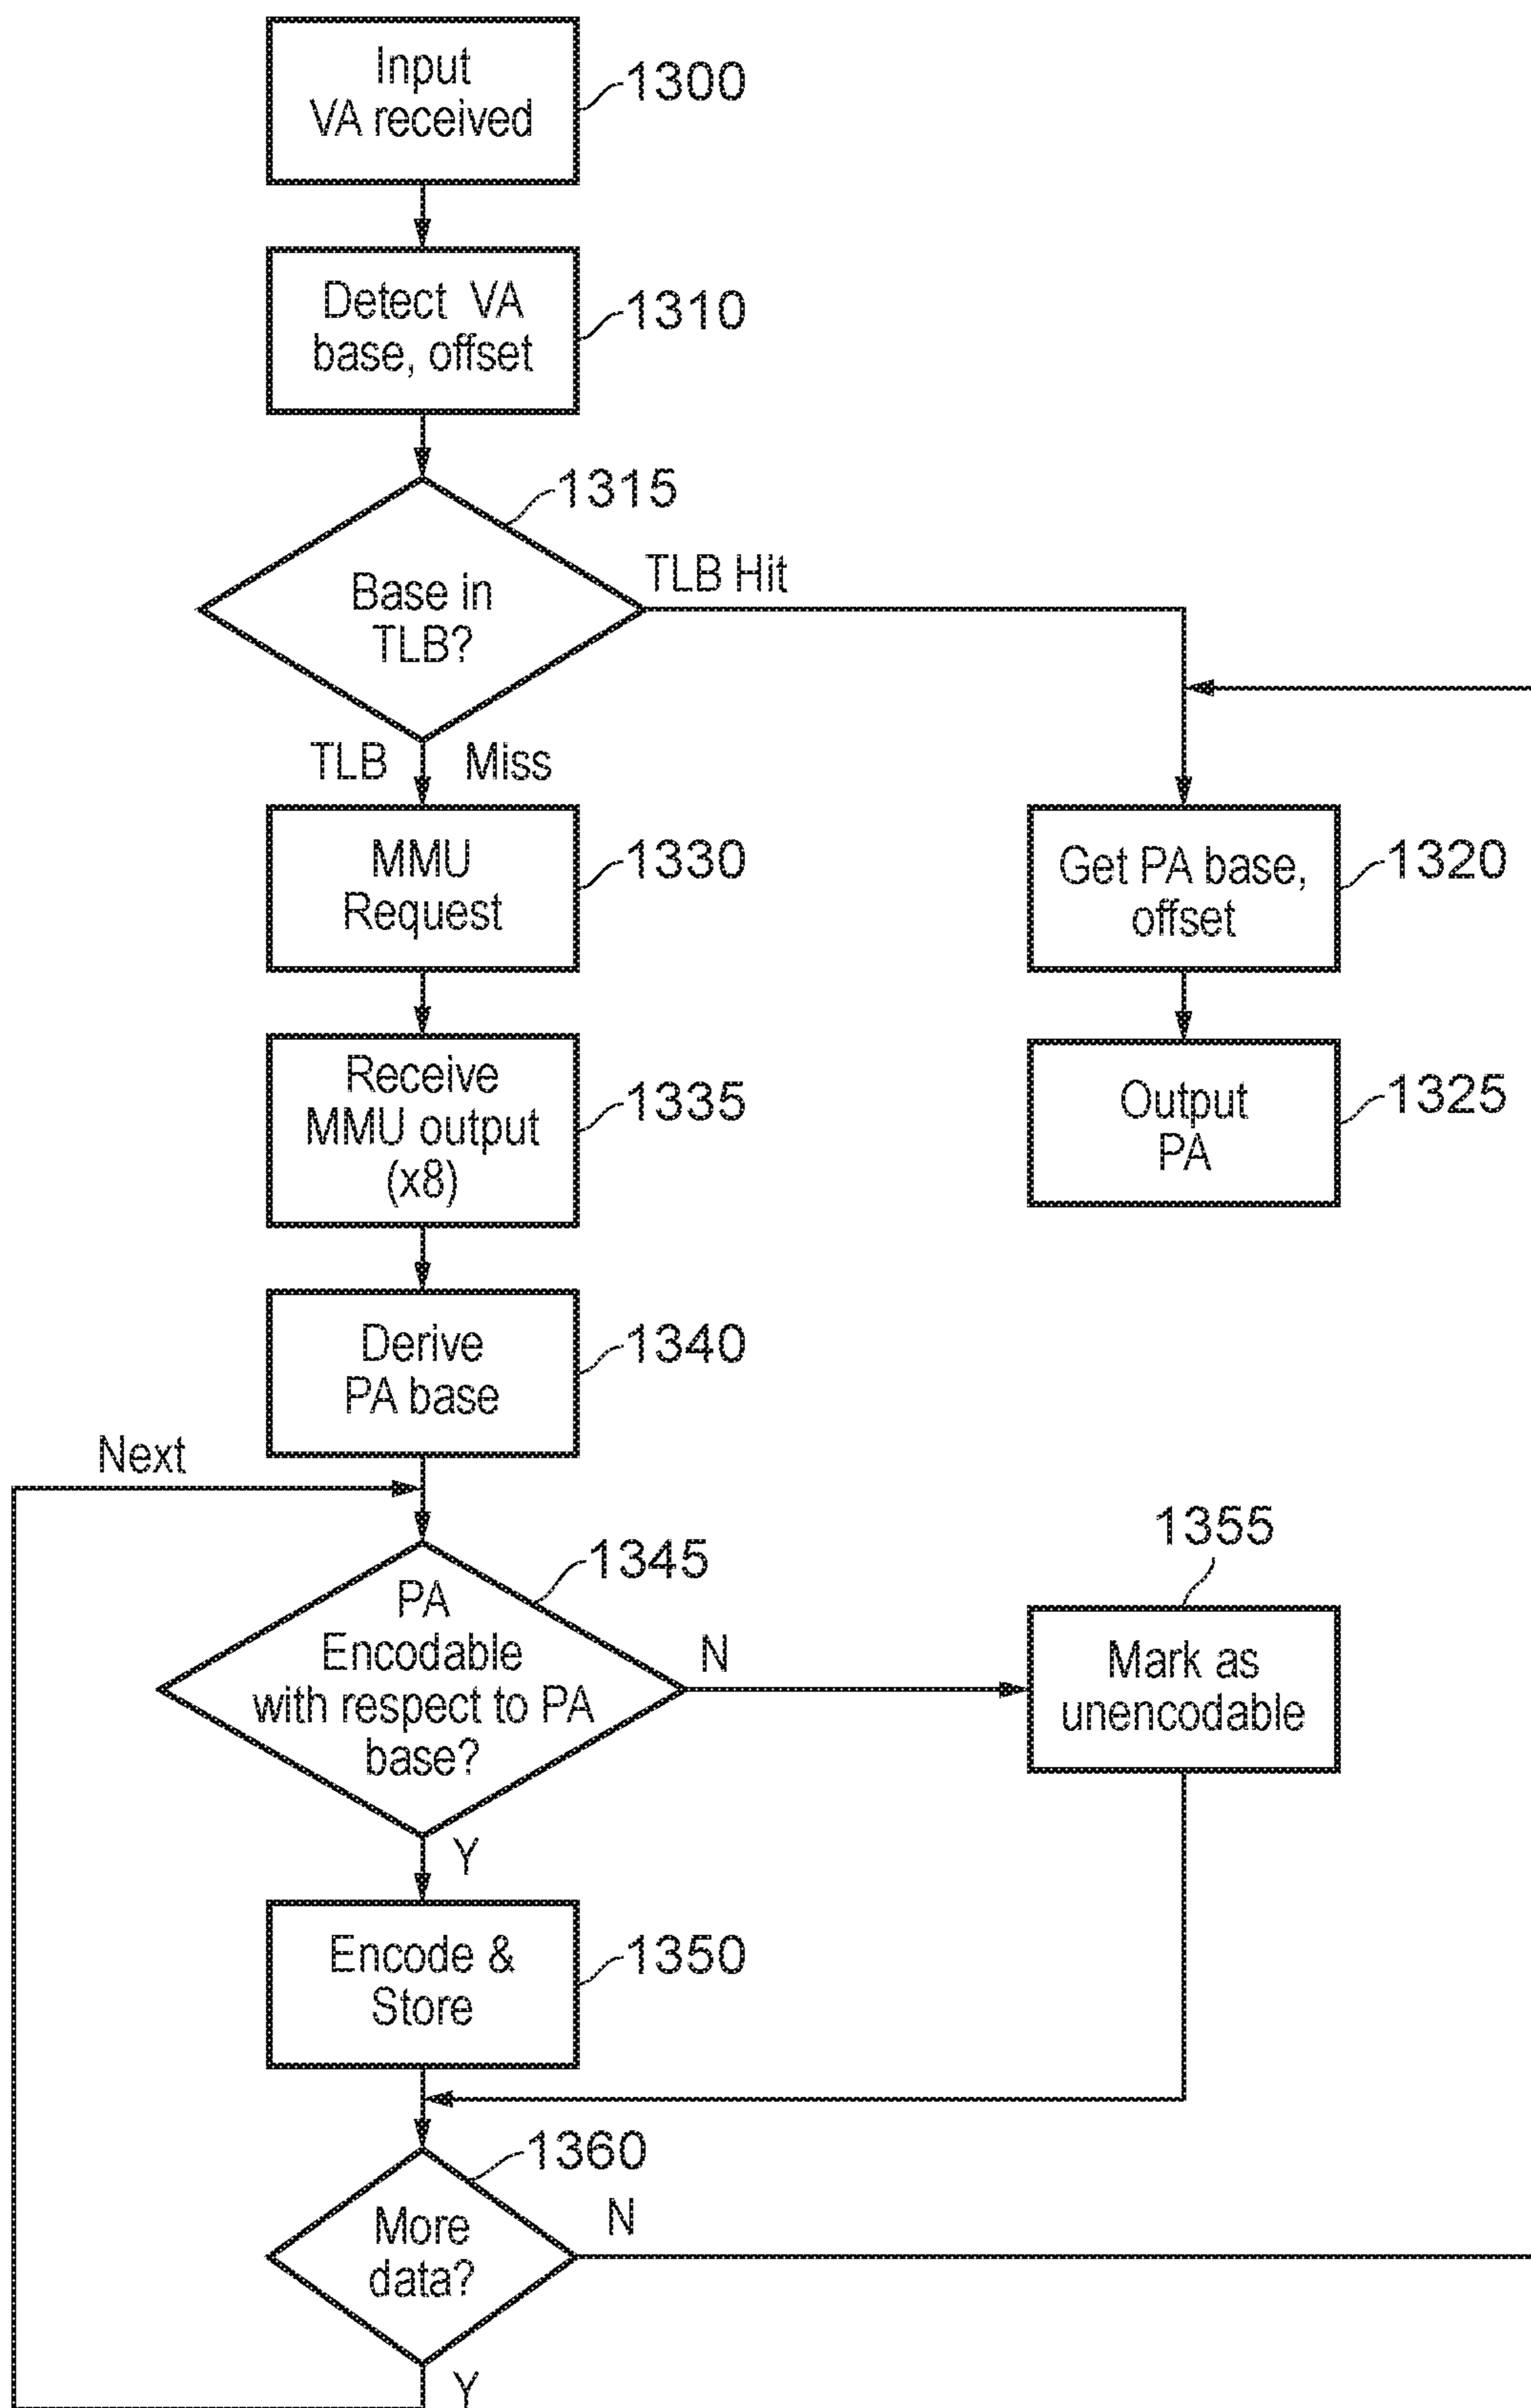 Input
VA received
1300
Detect VA
base, offset
1310
1315
Base in
TLB?
TLB Hit
TLB Miss
MMU
Request
1330
Get PA base,
offset
1320
Receive
MMU output
(x8)
1335
Output
PA
1325
Derive
PA base
1340
Next
1345
PA
Encodable
with respect to PA
base?
N
1355
Mark as
unencodable
Y
Encode &
Store
1350
1360
More
data?
N
Y